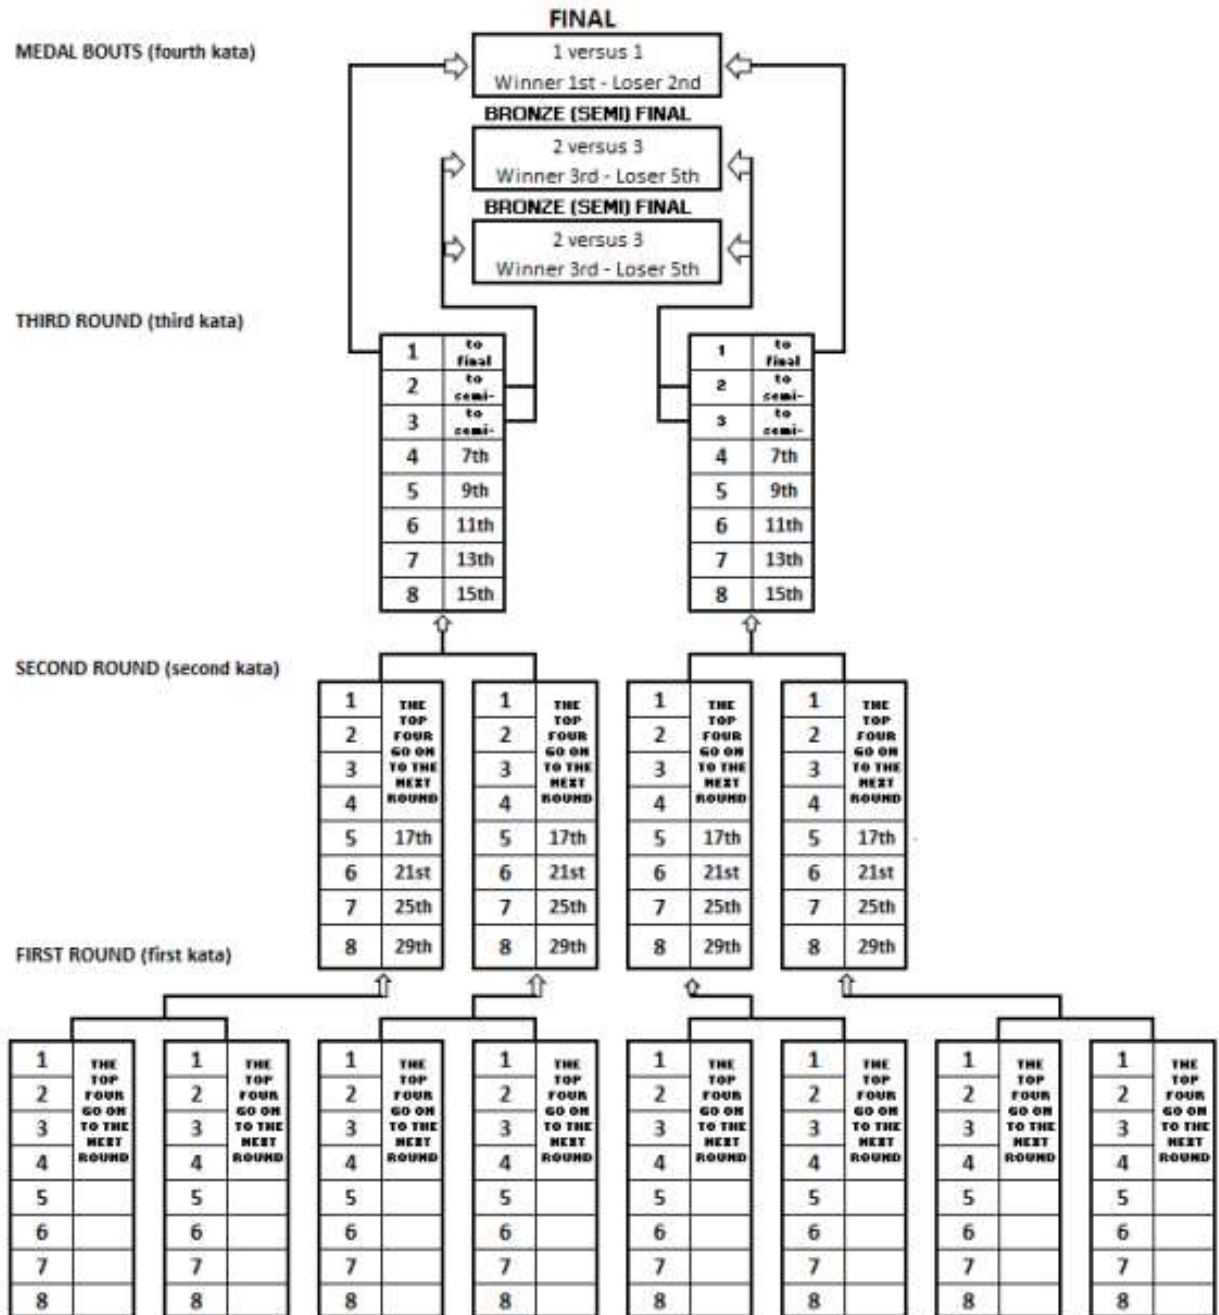 FINAL
MEDAL BOUTS (fourth kata)
1 versus 1
Winner 1st - Loser 2nd
BRONZE (SEMI) FINAL
2 versus 3
Winner 3rd - Loser 5th
BRONZE (SEMI) FINAL
2 versus 3
Winner 3rd - Loser 5th
THIRD ROUND (third kata)
1 to
final
2 to
semi-
3 to
semi-
4 7th
5 9th
6 11th
7 13th
8 15th
1 to
final
2 to
semi-
3 to
semi-
4 7th
5 9th
6 11th
7 13th
8 15th
SECOND ROUND (second kata)
1
2
3
4
THE
TOP
FOUR
GO ON
TO THE
NEXT
ROUND
5 17th
6 21st
7 25th
8 29th
1
2
3
4
THE
TOP
FOUR
GO ON
TO THE
NEXT
ROUND
5 17th
6 21st
7 25th
8 29th
1
2
3
4
THE
TOP
FOUR
GO ON
TO THE
NEXT
ROUND
5 17th
6 21st
7 25th
8 29th
1
2
3
4
THE
TOP
FOUR
GO ON
TO THE
NEXT
ROUND
5 17th
6 21st
7 25th
8 29th
FIRST ROUND (first kata)
1
2
3
4
THE
TOP
FOUR
GO ON
TO THE
NEXT
ROUND
5
6
7
8
1
2
3
4
THE
TOP
FOUR
GO ON
TO THE
NEXT
ROUND
5
6
7
8
1
2
3
4
THE
TOP
FOUR
GO ON
TO THE
NEXT
ROUND
5
6
7
8
1
2
3
4
THE
TOP
FOUR
GO ON
TO THE
NEXT
ROUND
5
6
7
8
1
2
3
4
THE
TOP
FOUR
GO ON
TO THE
NEXT
ROUND
5
6
7
8
1
2
3
4
THE
TOP
FOUR
GO ON
TO THE
NEXT
ROUND
5
6
7
8
1
2
3
4
THE
TOP
FOUR
GO ON
TO THE
NEXT
ROUND
5
6
7
8
1
2
3
4
THE
TOP
FOUR
GO ON
TO THE
NEXT
ROUND
5
6
7
8